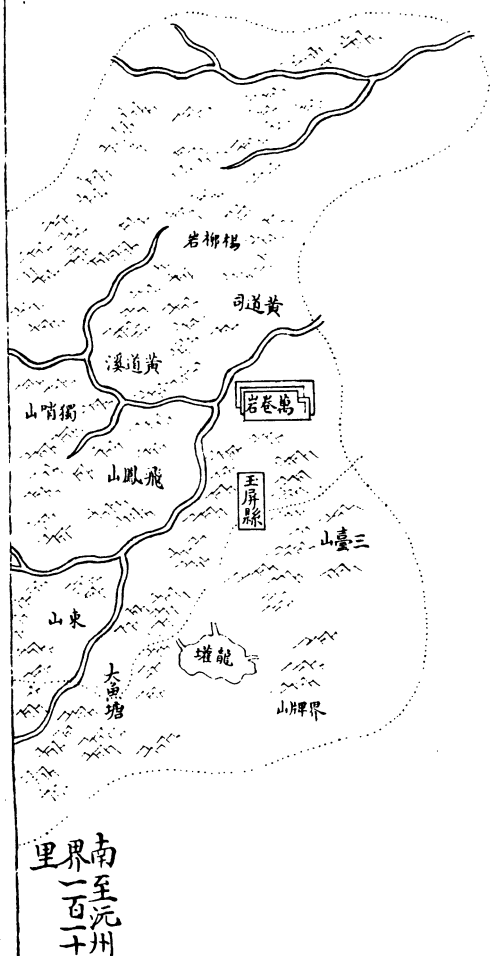 楊柳岩
黃道司
黃道溪
萬卷岩
獨哨山
飛鳳山
玉屏縣
三臺山
東山
龍塘
大魚塘
界牌山
南至沅州
界一百一十
里